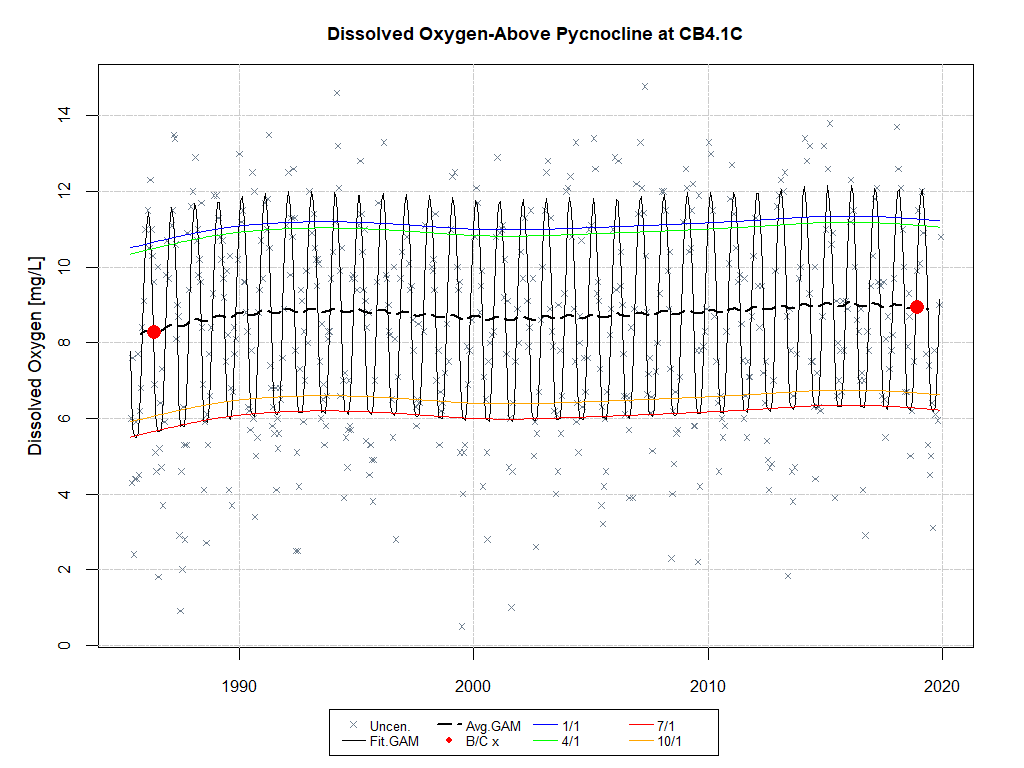 Dissolved Oxygen-Above Pycnocline at CB4.1C
Dissolved Oxygen [mg/L]
14
12
10
8
6
4
2
0
1990 2000 2010 2020
Uncen. Avg.GAM 1/1 7/1
Fit.GAM B/C x 4/1 10/1